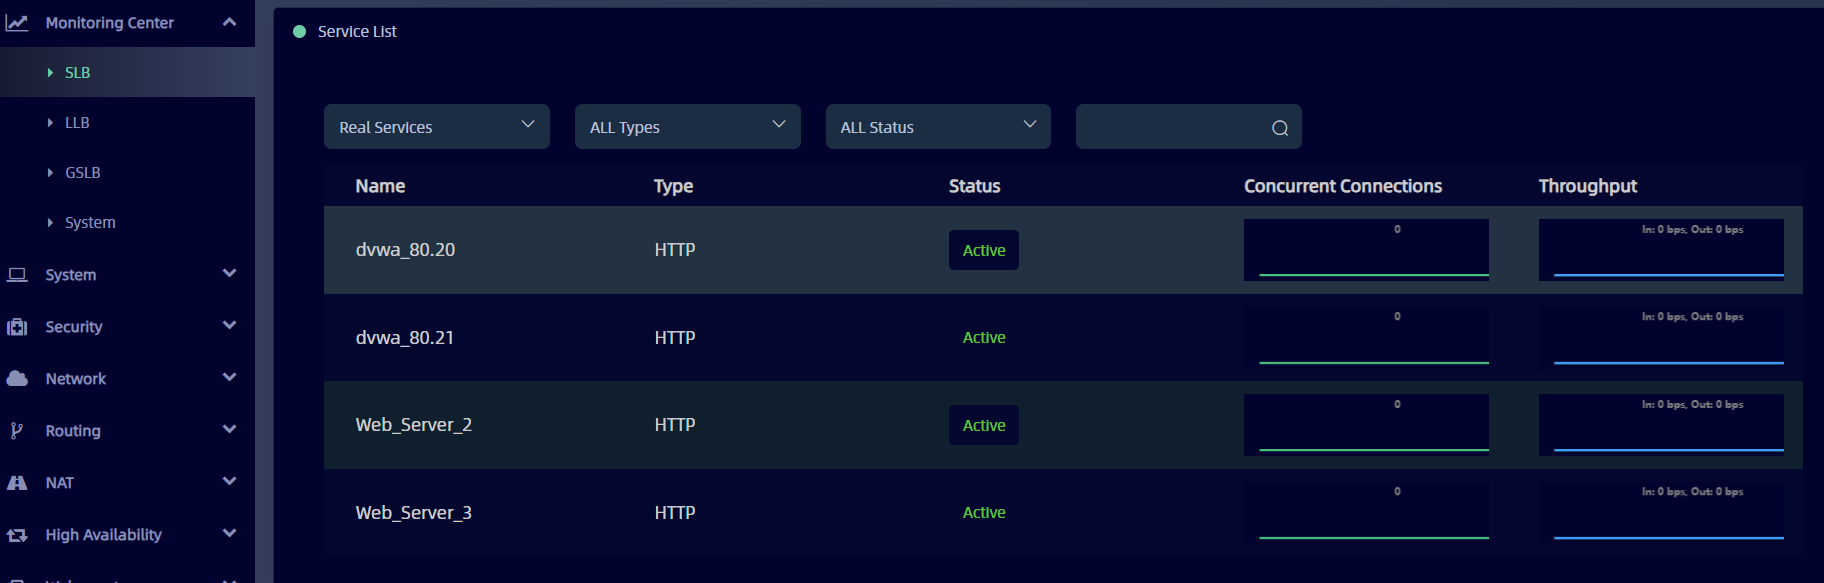 Monitoring Center
SLB
LLB
GSLB
System
System
Security
Network
Routing
NAT
High Availability
Service List
Real Services
ALL Types
ALL Status
Name Type Status Concurrent Connections Throughput
dvwa_80.20 HTTP Active 0 In: 0 bps, Out: 0 bps
dvwa_80.21 HTTP Active 0 In: 0 bps, Out: 0 bps
Web_Server_2 HTTP Active 0 In: 0 bps, Out: 0 bps
Web_Server_3 HTTP Active 0 In: 0 bps, Out: 0 bps